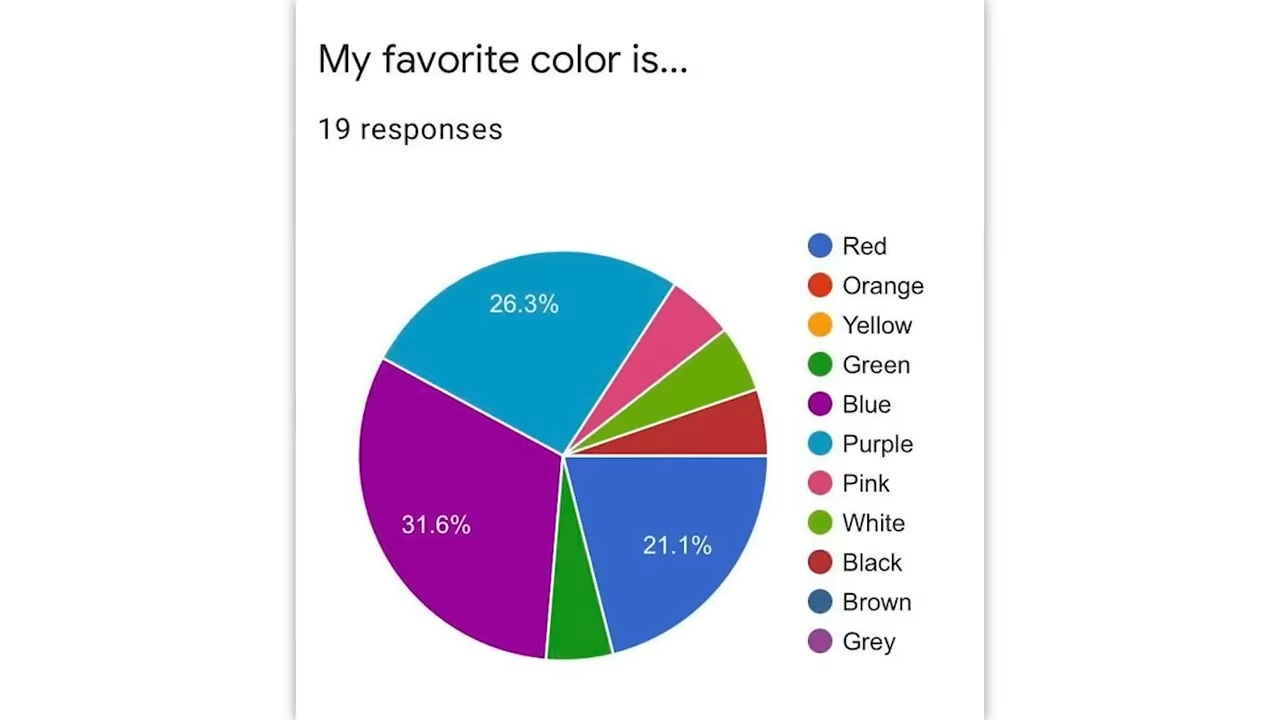 My favorite color is...
19 responses
26.3%
31.6%
21.1%
Red
Orange
Yellow
Green
Blue
Purple
Pink
White
Black
Brown
Grey